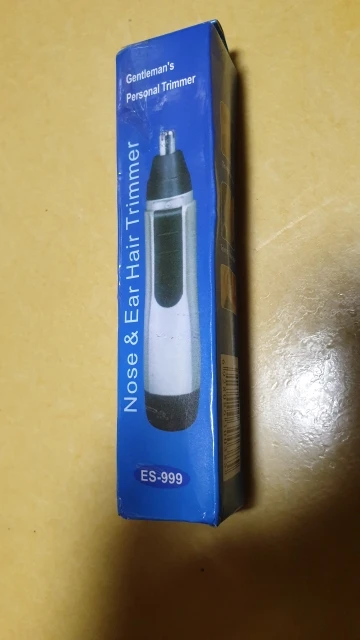 Gentleman's
Personal Trimmer
Nose & Ear Hair Trimmer
ES-999